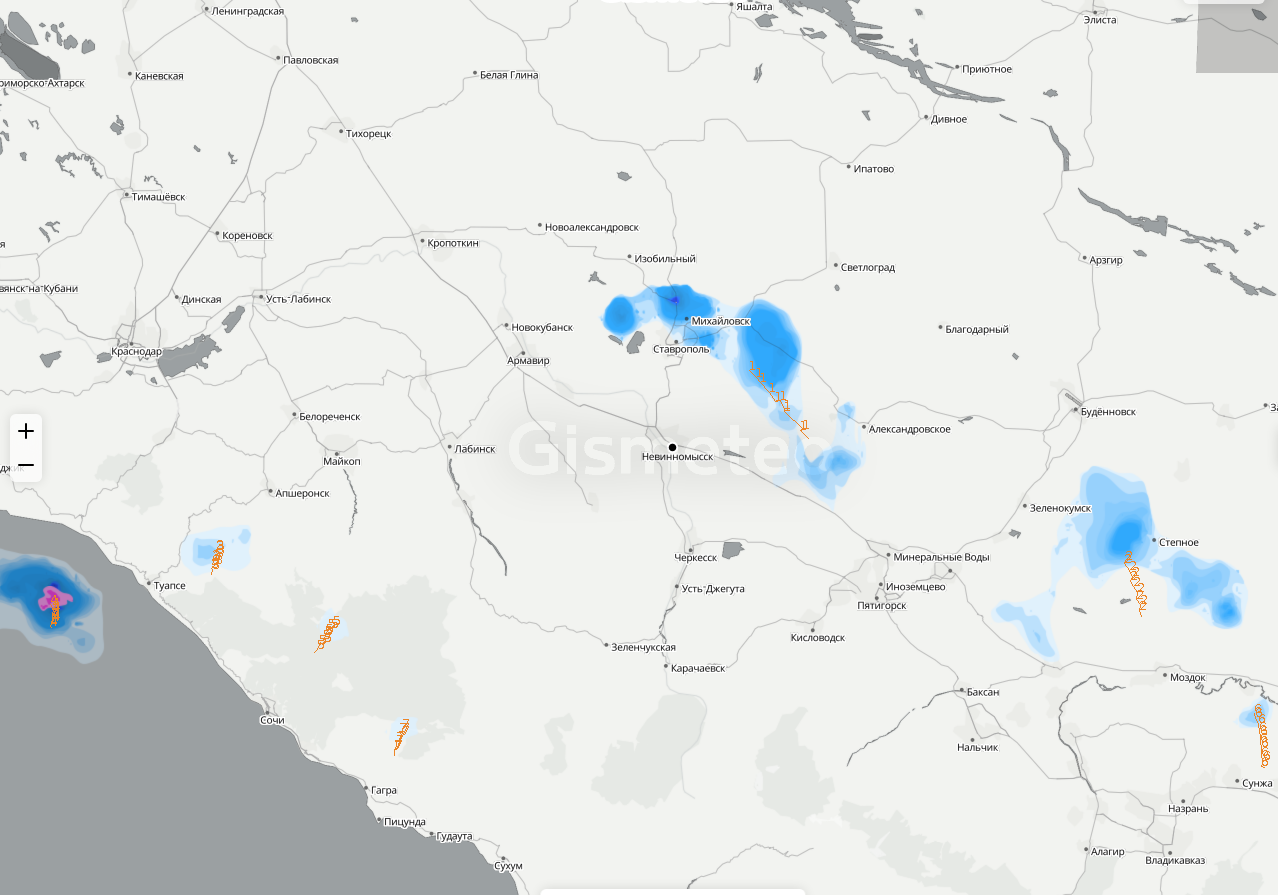 Ленинградская
Яшалта
Элиста
Павловская
Приютное
Каневская
Белая Глина
риморско-Ахтарск
Дивное
Тихорецк
Ипатово
Тимашёвск
Новоалександровск
Кореновск
Кропоткин
Изобильный
Арзгир
Светлоград
вянск-на-Кубани
Динская
Усть-Лабинск
Михайловск
Новокубанск
Благодарный
Краснодар
Ставрополь
Армавир
Белореченск
Будённовск
+
Александровское
Gismeteo
Лабинск
Невинномысск
Майкоп
−
Апшеронск
Зеленокумск
Степное
Черкесск
Минеральные Воды
Туапсе
Усть-Джегута
Иноземцево
Пятигорск
Кисловодск
Зеленчукская
Карачаевск
Моздок
Баксан
Сочи
Нальчик
Сунжа
Гагра
Назрань
Пицунда
Гудаута
Алагир
Владикавказ
Сухум